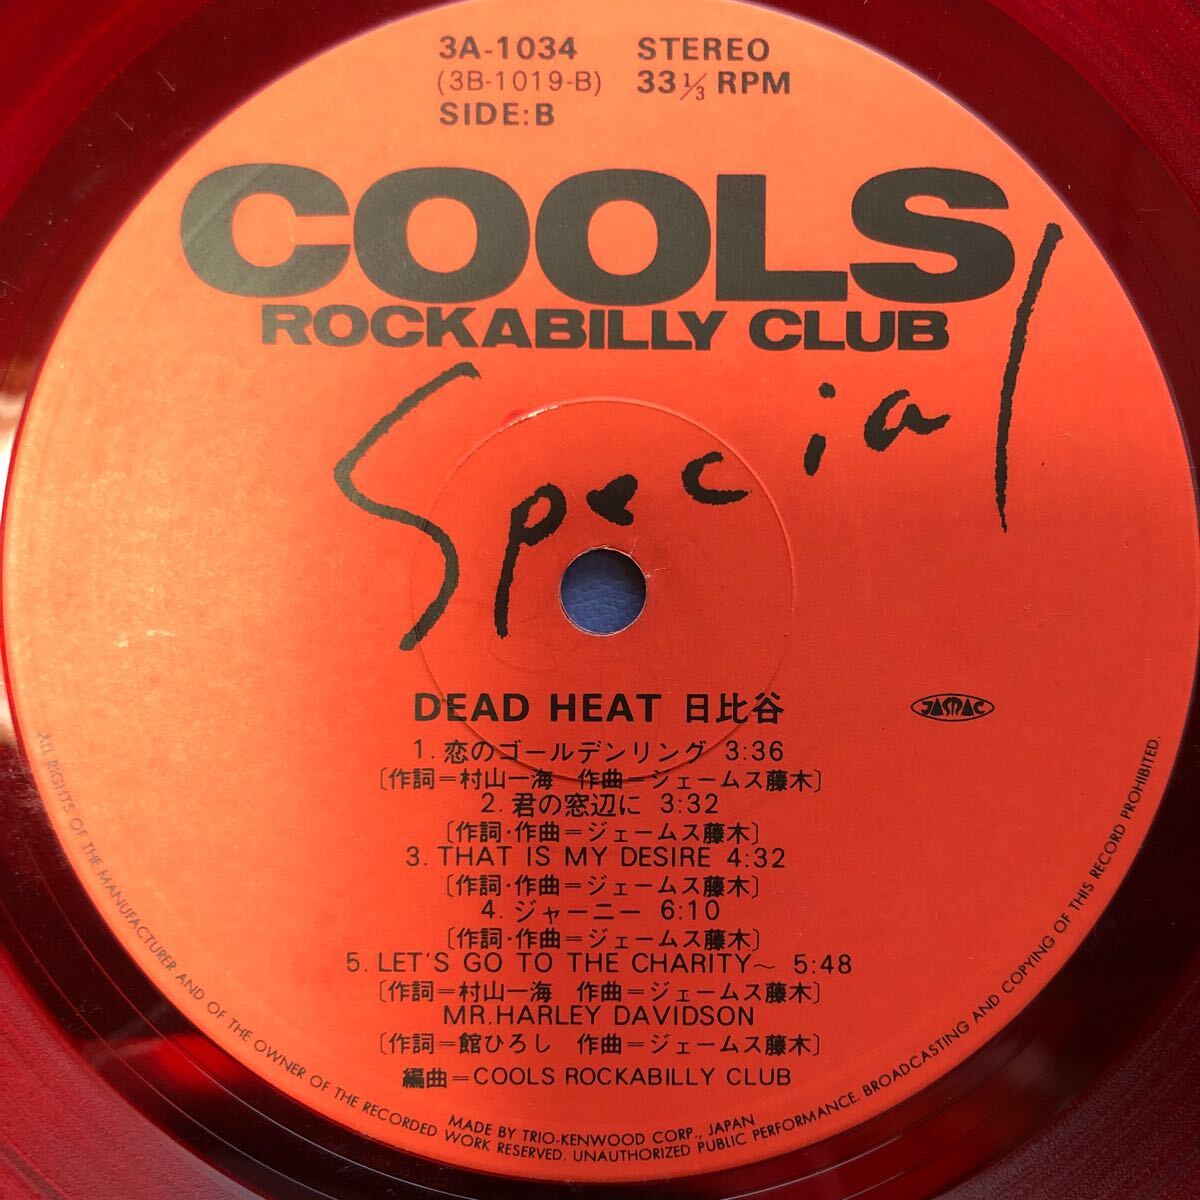 3A-1034 STEREO
(3B-1019-B) 33 1/3 RPM
SIDE:B
COOLS
ROCKABILLY CLUB
Special
DEAD HEAT 日比谷
JASRAC
1. 恋のゴールデンリング 3:36
〔作詞=村山一海 作曲=ジェームス藤木〕
2. 君の窓辺に 3:32
〔作詞・作曲=ジェームス藤木〕
3. THAT IS MY DESIRE 4:32
〔作詞・作曲=ジェームス藤木〕
4. ジャーニー 6:10
〔作詞・作曲=ジェームス藤木〕
5. LET'S GO TO THE CHARITY～ 5:48
〔作詞=村山一海 作曲=ジェームス藤木〕
MR.HARLEY DAVIDSON
〔作詞=館ひろし 作曲=ジェームス藤木〕
編曲=COOLS ROCKABILLY CLUB
MADE BY TRIO-KENWOOD CORP., JAPAN
ALL RIGHTS OF THE MANUFACTURER AND OF THE OWNER OF THE RECORDED WORK RESERVED. UNAUTHORIZED PUBLIC PERFORMANCE. BROADCASTING AND COPYING OF THIS RECORD PROHIBITED.